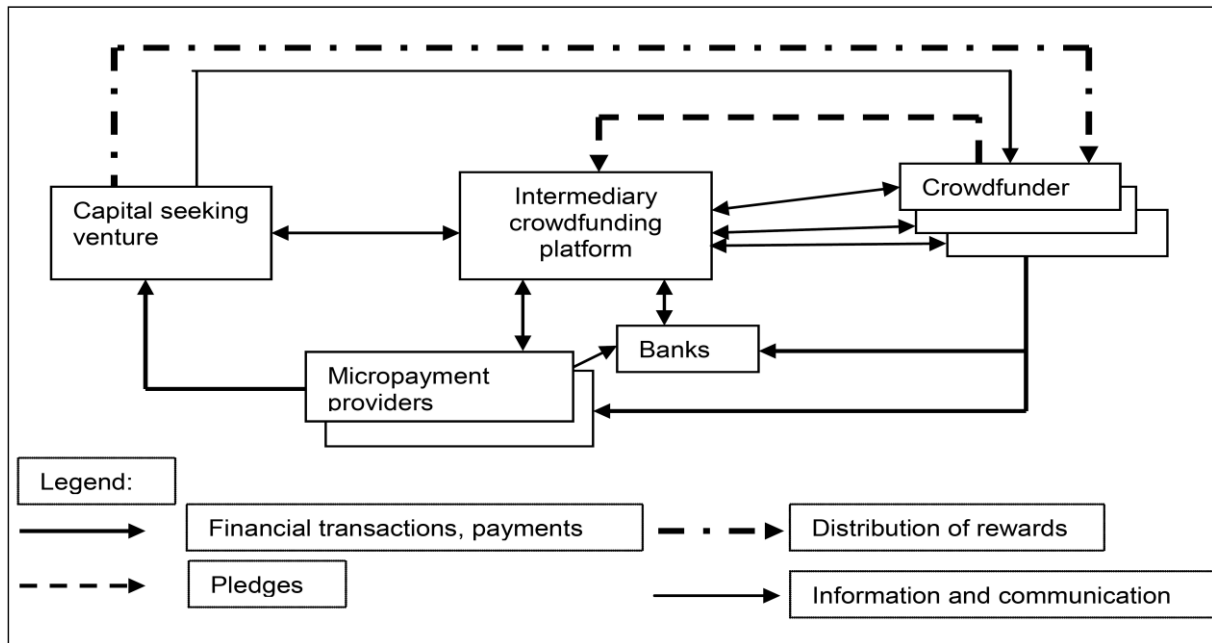 Capital seeking
venture
Intermediary
crowdfunding
platform
Crowdfunder
Banks
Micropayment
providers
Legend:
Financial transactions, payments
Distribution of rewards
Pledges
Information and communication